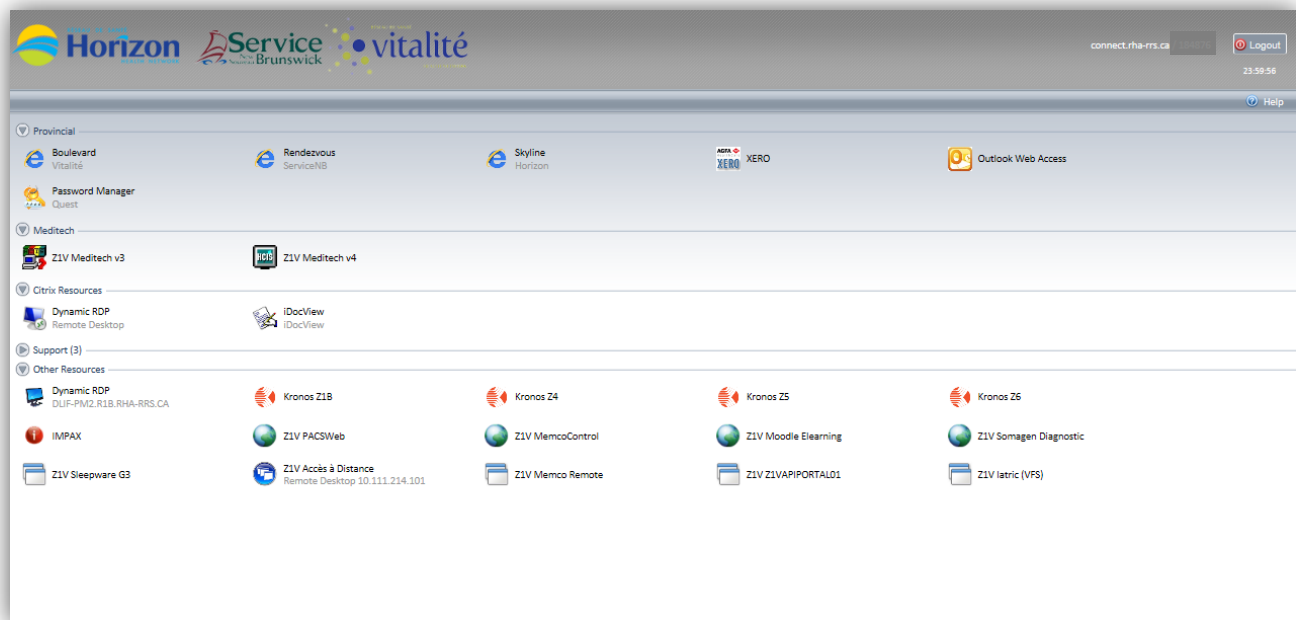 Horizon
HEALTH NETWORK
Service
New Nouveau
Brunswick
vitalité
connect.rha-rrs.ca
Logout
23:59:56
Help
Provincial
Boulevard
Vitalité
Rendezvous
ServiceNB
Skyline
Horizon
AGFA
XERO
XERO
Outlook Web Access
Password Manager
Quest
Meditech
Z1V Meditech v3
HCIS
Z1V Meditech v4
Citrix Resources
Dynamic RDP
Remote Desktop
iDocView
iDocView
Support (3)
Other Resources
Dynamic RDP
DLIF-PM2.R1B.RHA-RRS.CA
Kronos Z1B
Kronos Z4
Kronos Z5
Kronos Z6
IMPAX
Z1V PACSWeb
Z1V MemcoControl
Z1V Moodle Elearning
Z1V Somagen Diagnostic
Z1V Sleepware G3
Z1V Accès à Distance
Remote Desktop 10.111.214.101
Z1V Memco Remote
Z1V Z1VAPIPORTAL01
Z1V Iatric (VFS)